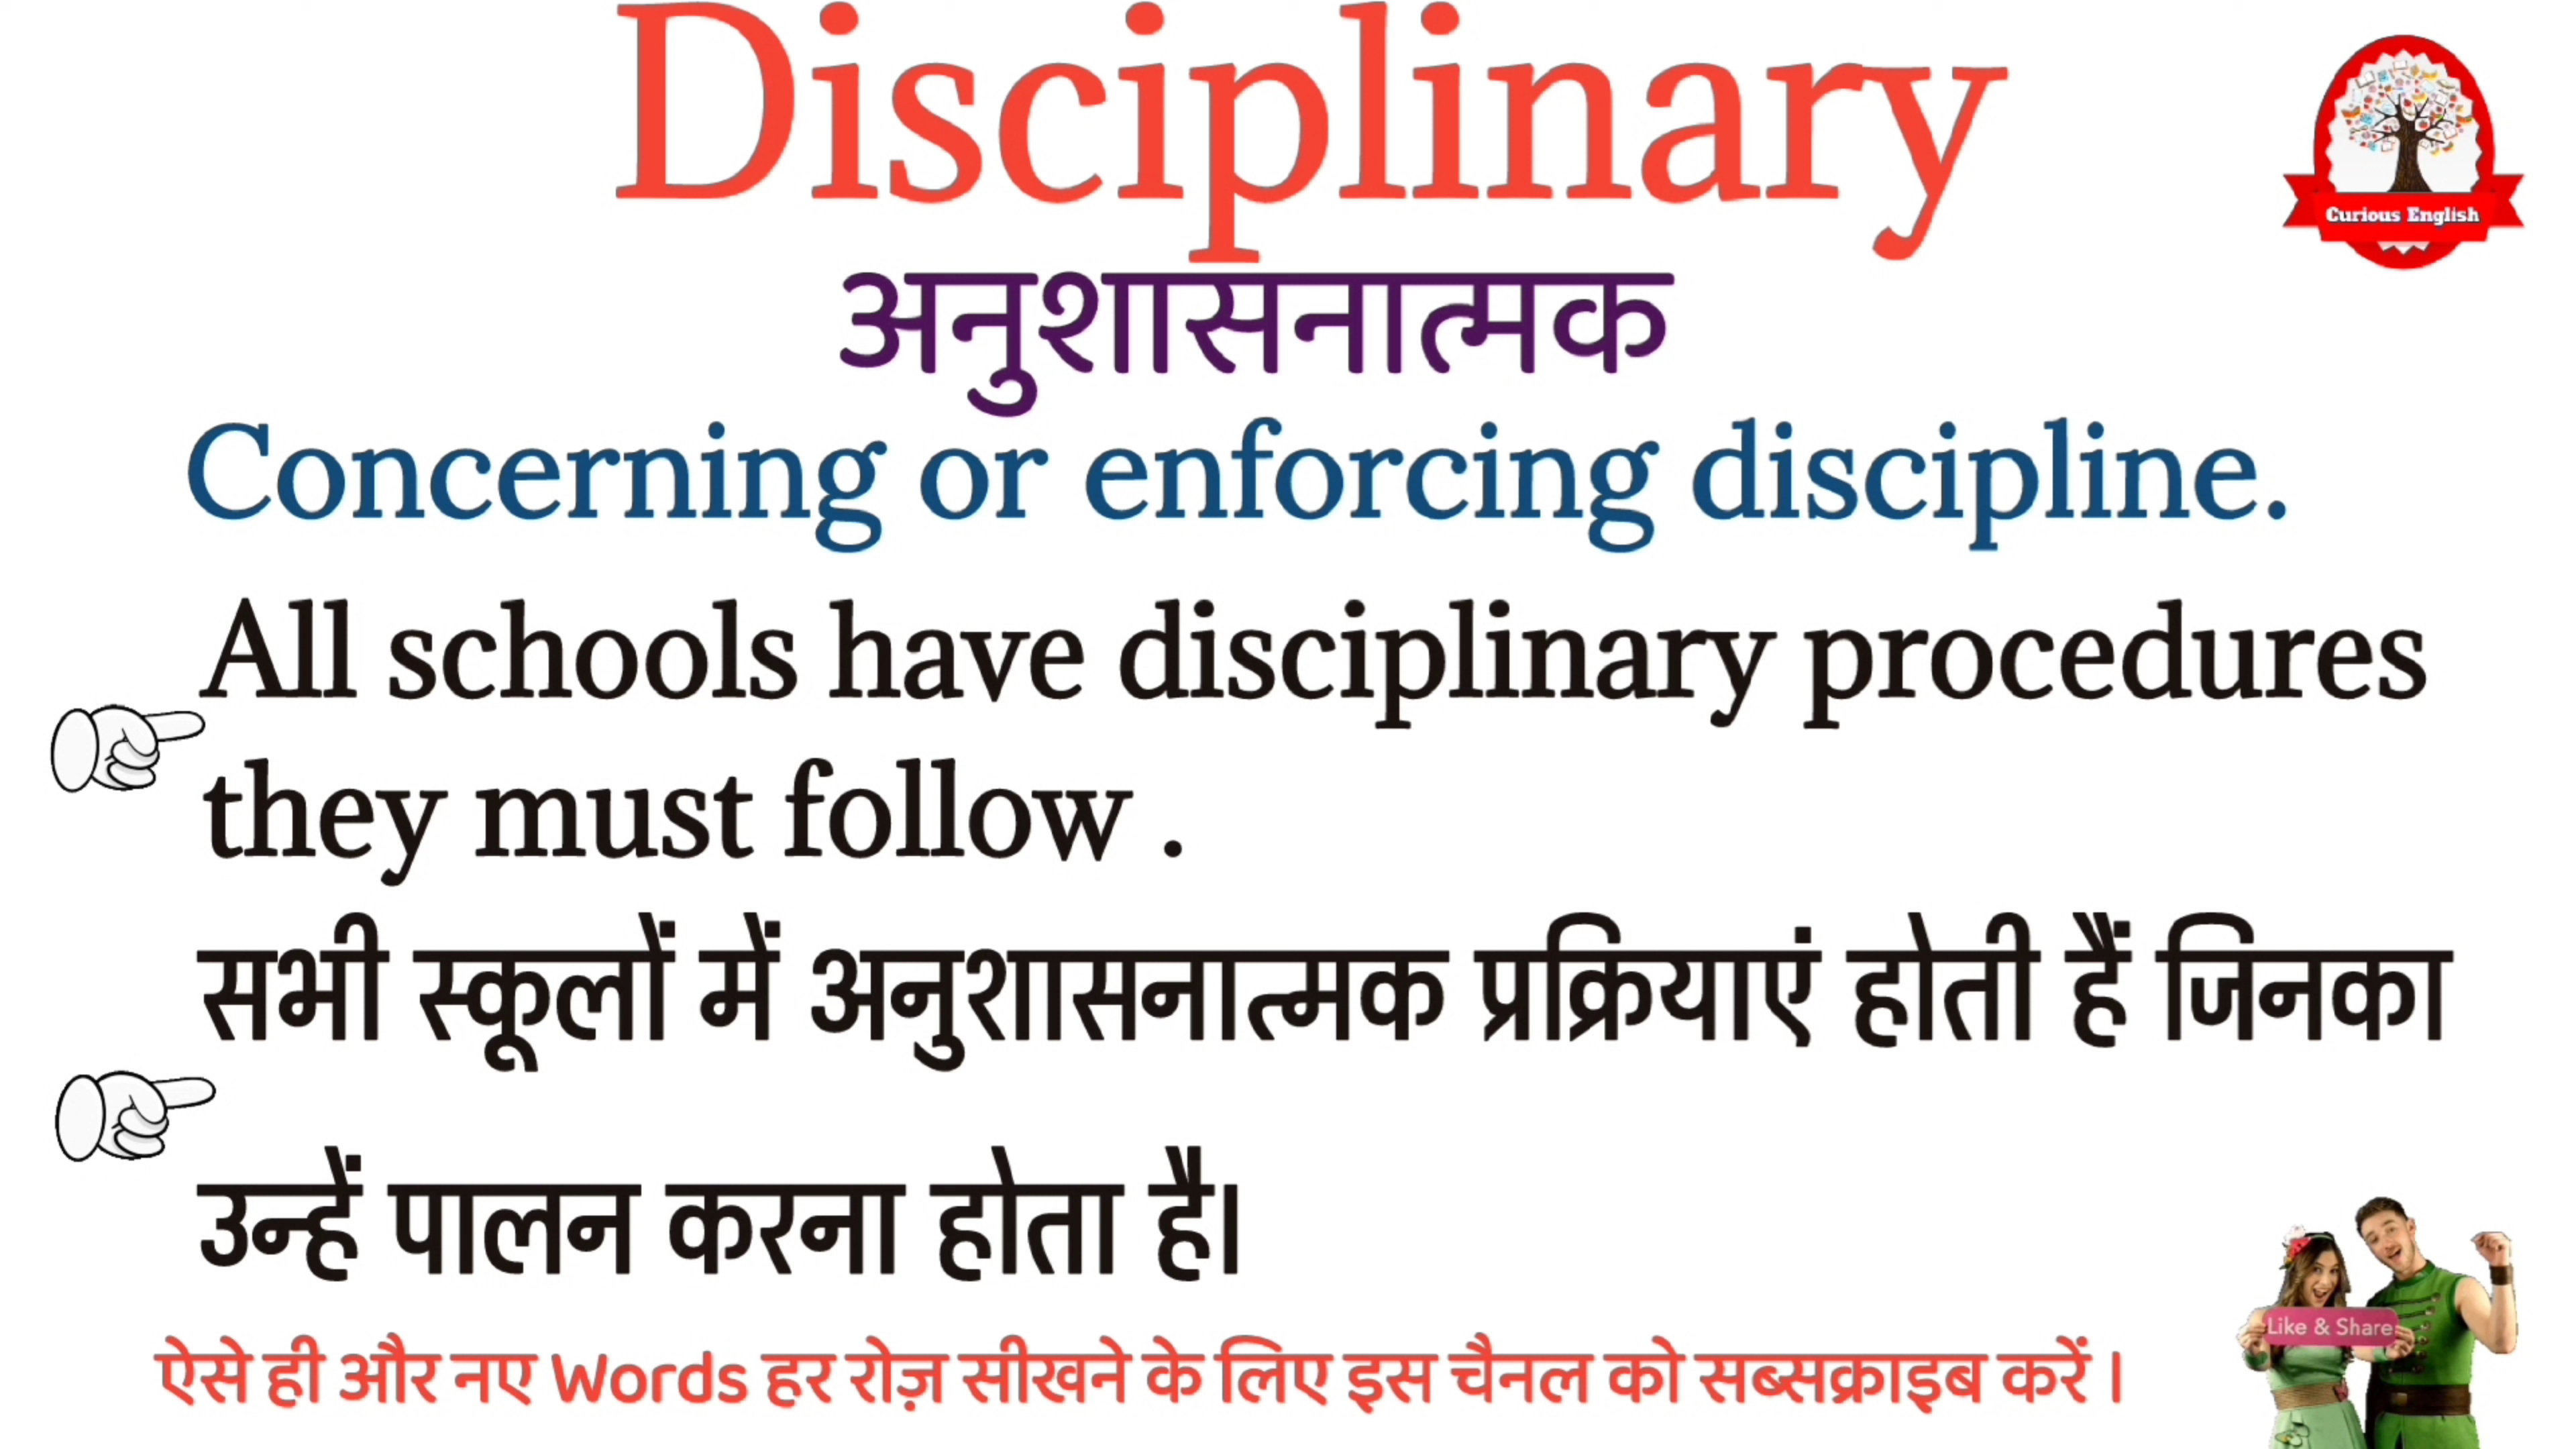 Disciplinary
Curious English
अनुशासनात्मक
Concerning or enforcing discipline.
All schools have disciplinary procedures
they must follow .
सभी स्कूलों में अनुशासनात्मक प्रक्रियाएं होती हैं जिनका
उन्हें पालन करना होता है।
Like & Share
ऐसे ही और नए Words हर रोज़ सीखने के लिए इस चैनल को सब्सक्राइब करें ।